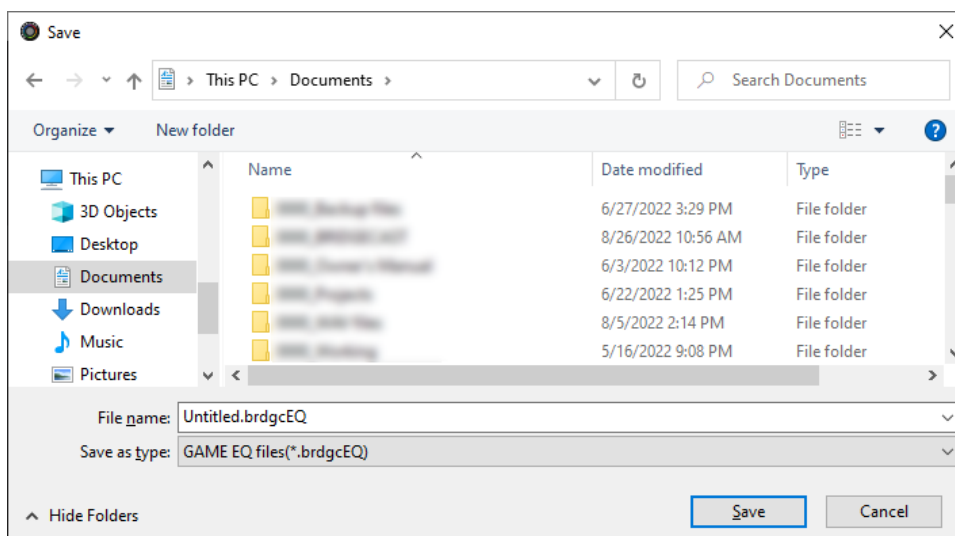 Save
This PC > Documents >
Search Documents
Organize
New folder
Name
Date modified
Type
This PC
3D Objects
Desktop
Documents
Downloads
Music
Pictures
6/27/2022 3:29 PM File folder
8/26/2022 10:56 AM File folder
6/3/2022 10:12 PM File folder
6/22/2022 1:25 PM File folder
8/5/2022 2:14 PM File folder
5/16/2022 9:08 PM File folder
File name: Untitled.brdgcEQ
Save as type: GAME EQ files(*.brdgcEQ)
Hide Folders
Save
Cancel